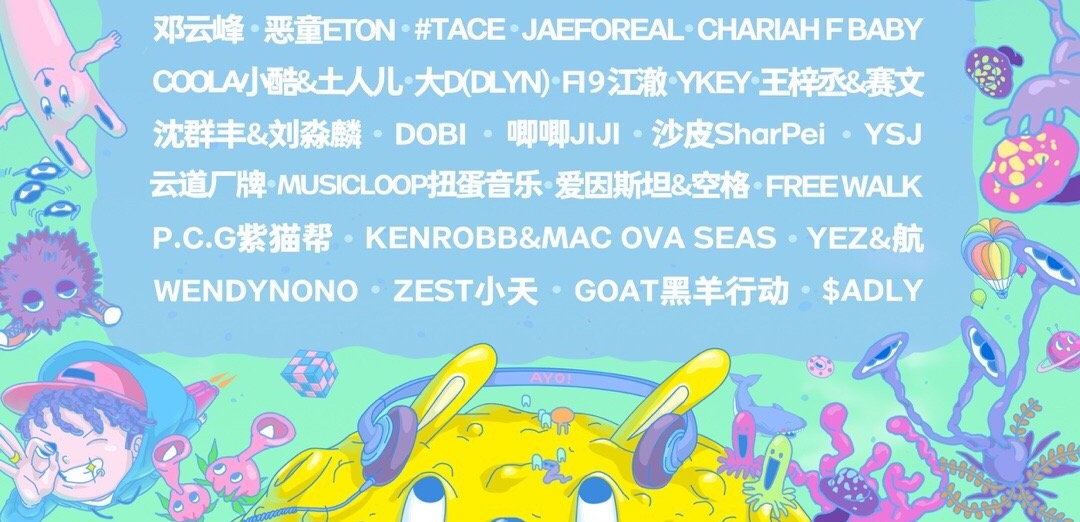 邓云峰·恶童ETON·#TACE·JAEFOREAL·CHARIAH F BABY
COOLA小酷&土人儿·大D(DLYN)·FI9江澈·YKEY·王梓丞&赛文
沈群丰&刘淼麟·DOBI·唧唧JIJI·沙皮SharPei·YSJ
云道厂牌·MUSICLOOP扭蛋音乐·爱因斯坦&空格·FREE WALK
P.C.G紫猫帮·KENROBB&MAC OVA SEAS·YEZ&航
WENDYNONO·ZEST小天·GOAT黑羊行动·$ADLY
AYO!